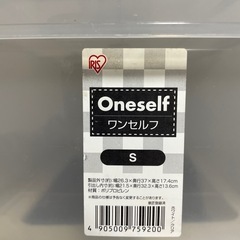 IRIS
Oneself
ワンセルフ
S
製品外寸(約):幅26.3×奥行37×高さ17.4cm
引出し内寸(約):幅21.5×奥行32.3×高さ13.6cm
材質:ポリプロピレン
4 905009 759200